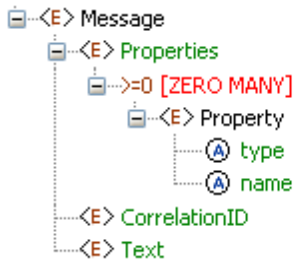 <E> Message
<E> Properties
>=0 [ZERO MANY]
<E> Property
A type
A name
<E> CorrelationID
<E> Text